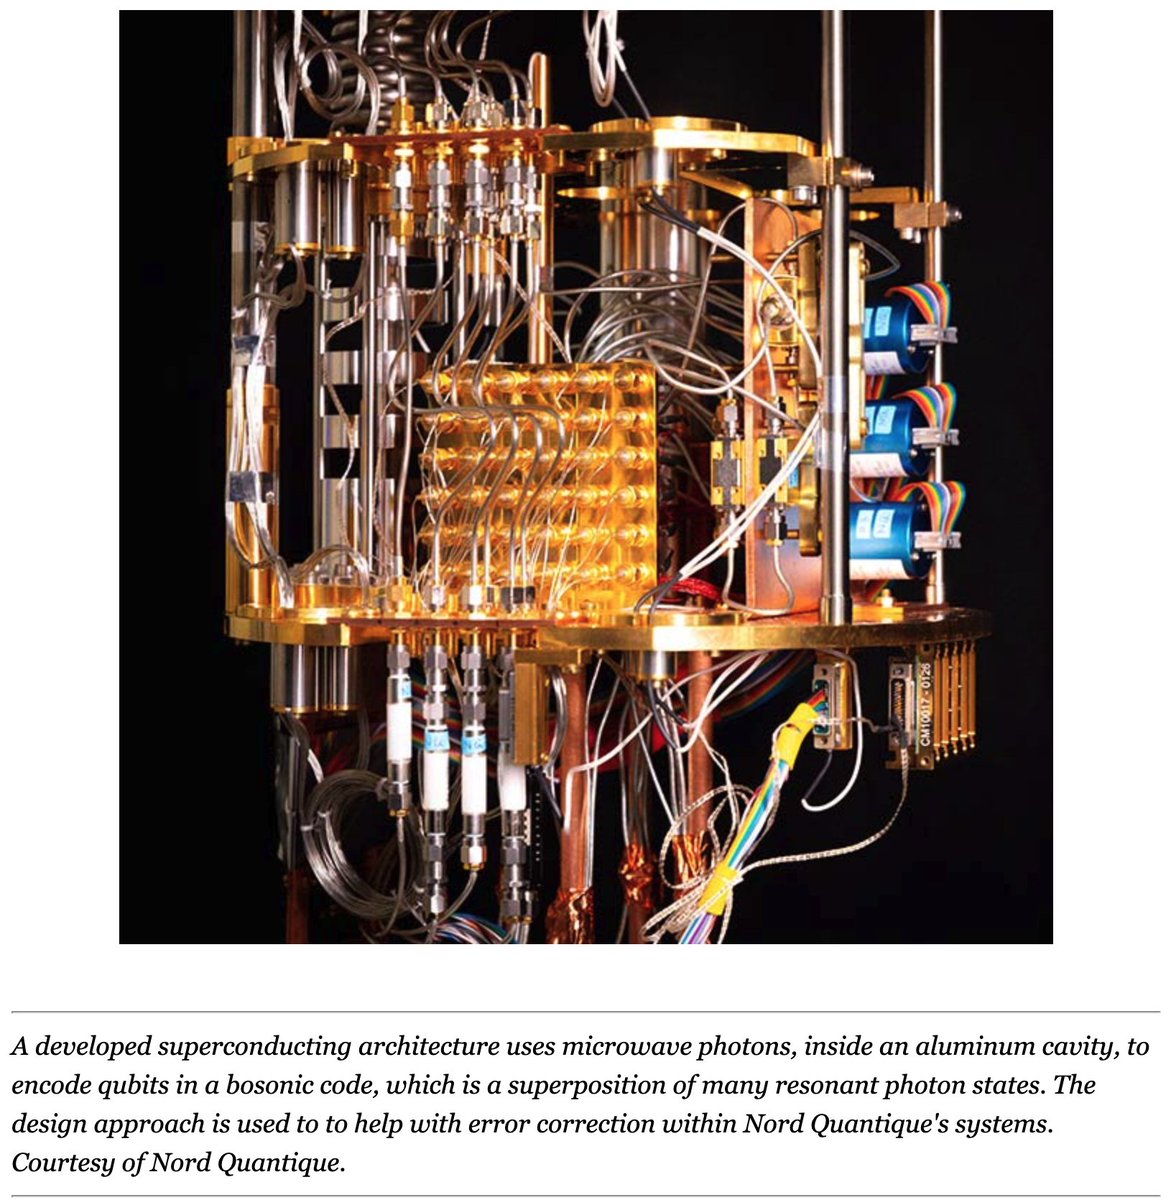 CM10017 - 0126
A developed superconducting architecture uses microwave photons, inside an aluminum cavity, to
encode qubits in a bosonic code, which is a superposition of many resonant photon states. The
design approach is used to to help with error correction within Nord Quantique's systems.
Courtesy of Nord Quantique.